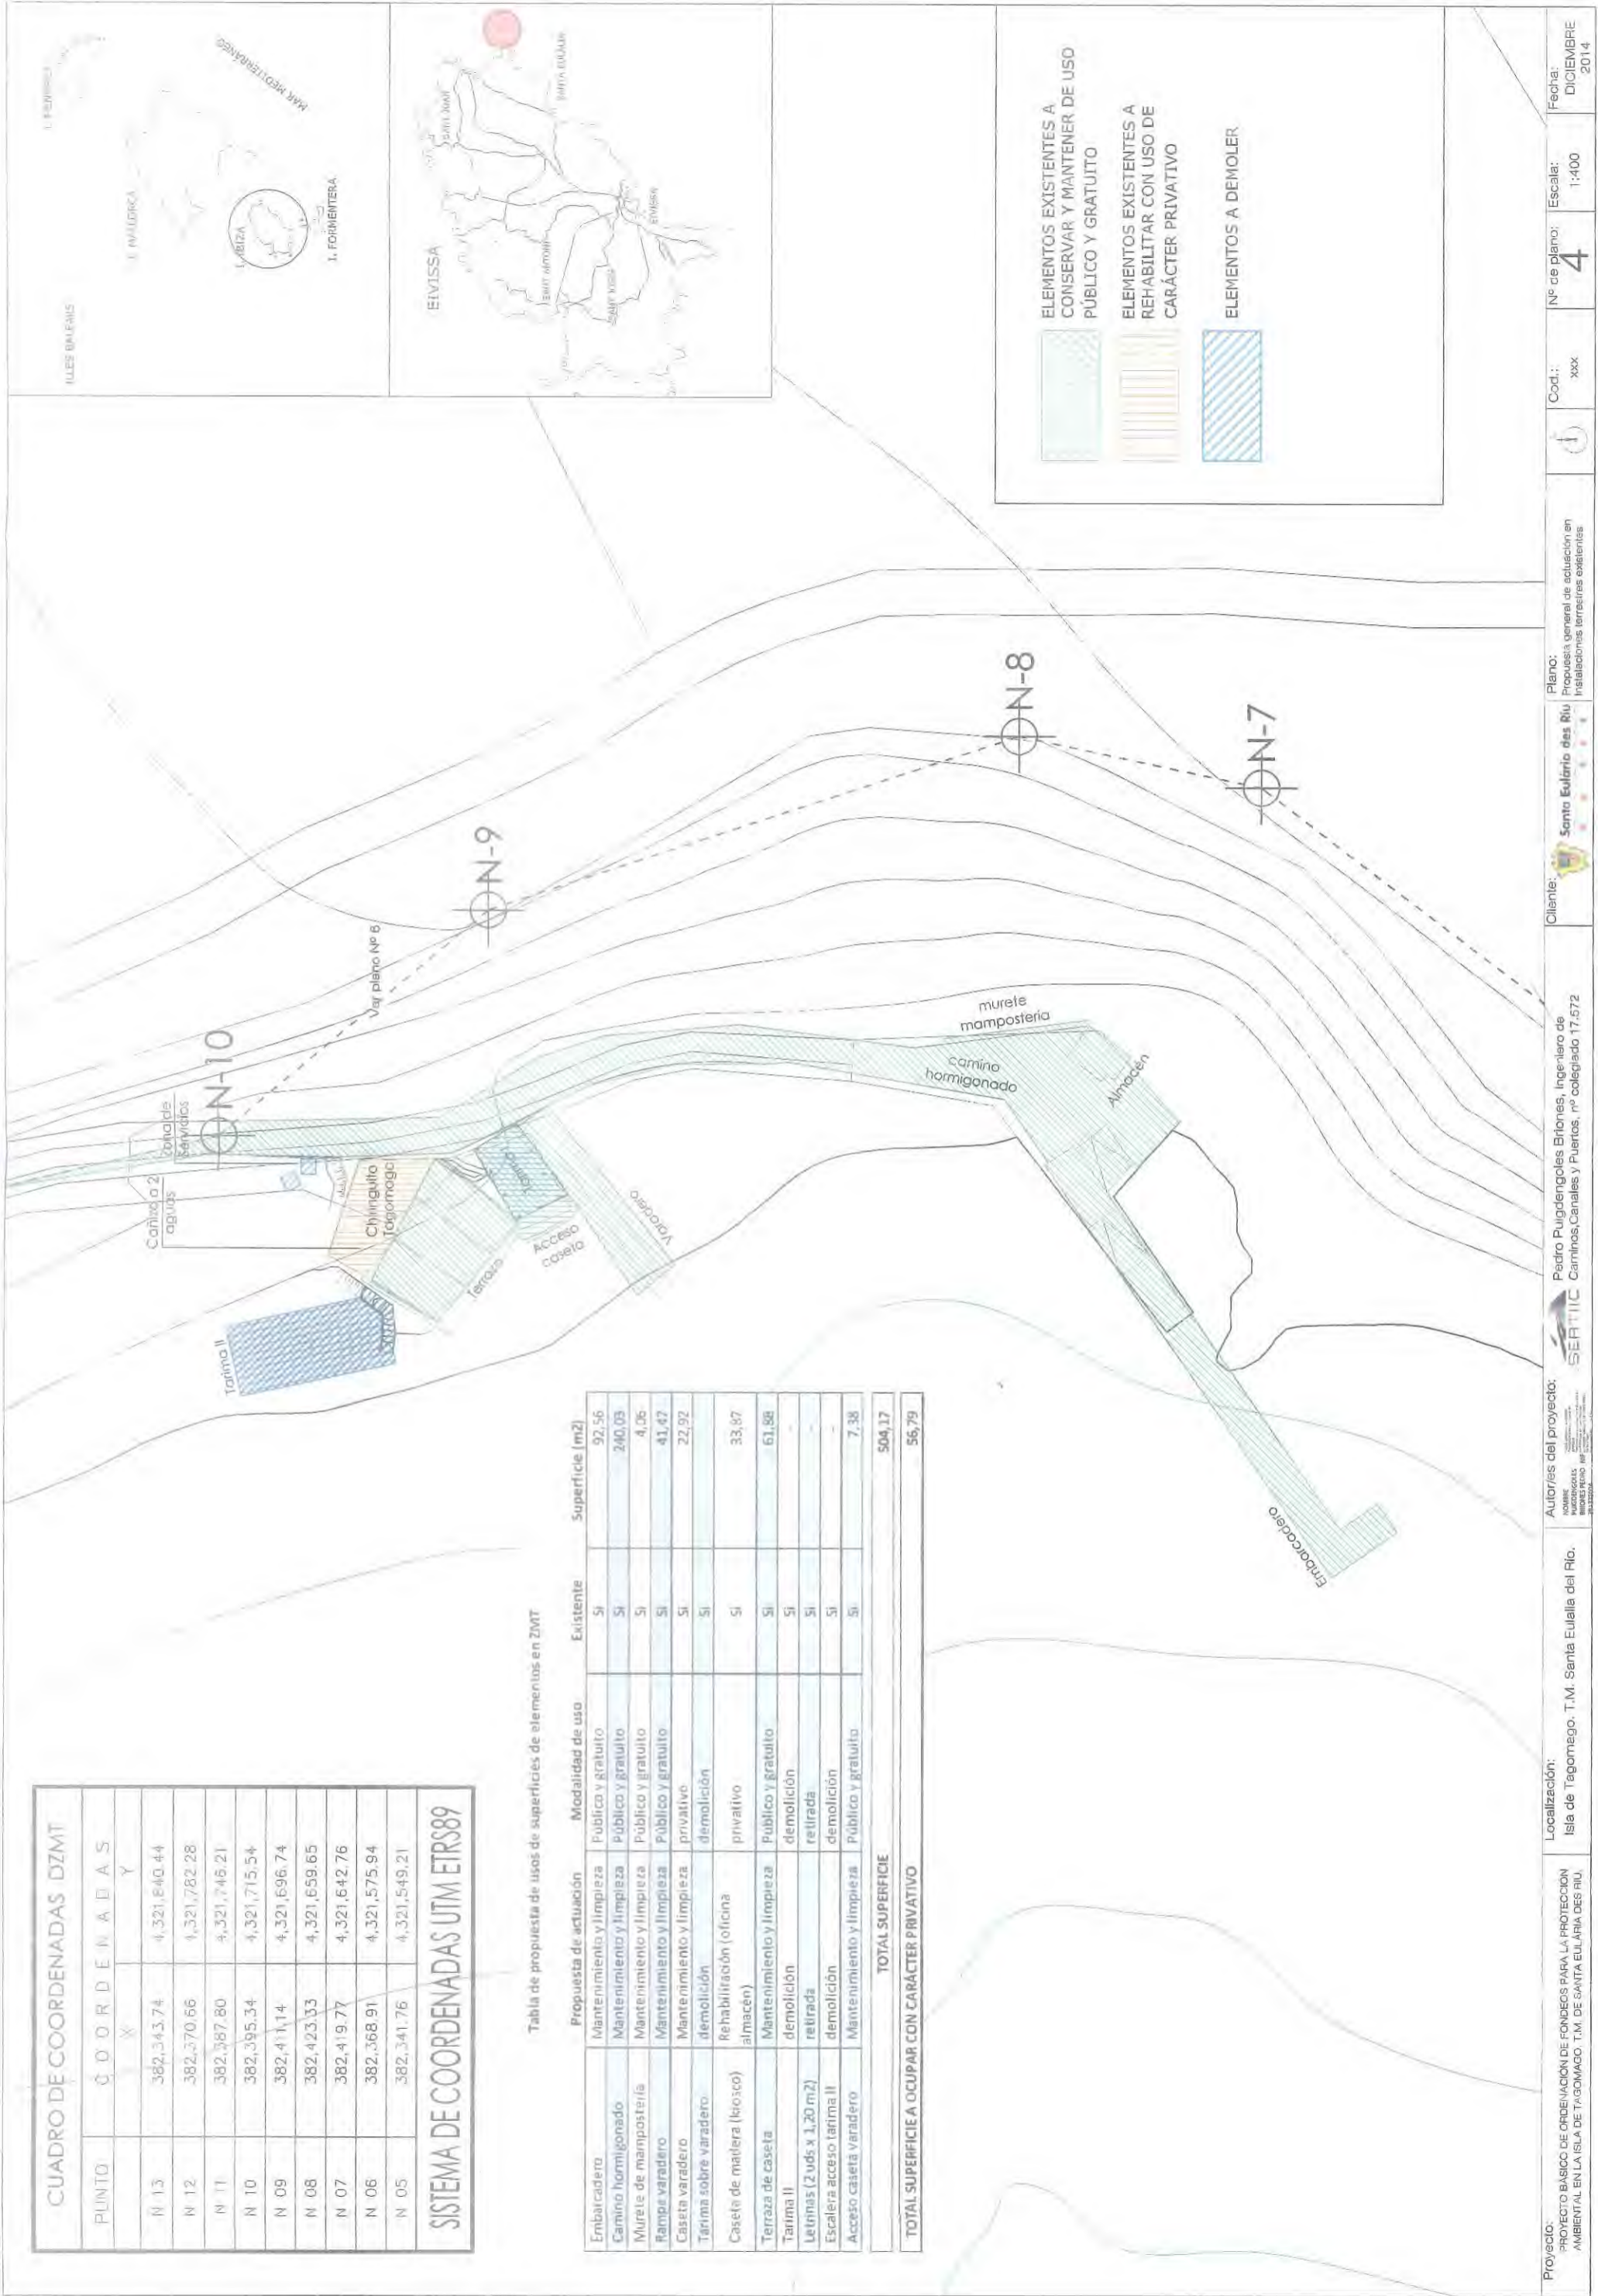 CUADRO DE COORDENADAS DZMT
PUNTO COORDENADAS
X Y
N 13 382,343.74 4,321,840.44
N 12 382,370.66 4,321,782.28
N 11 382,387.80 4,321,746.21
N 10 382,395.34 4,321,715.54
N 09 382,411.14 4,321,696.74
N 08 382,423.33 4,321,659.65
N 07 382,419.77 4,321,642.76
N 06 382,368.91 4,321,575.94
N 05 382,341.76 4,321,549.21
SISTEMA DE COORDENADAS UTM ETRS89
Tabla de propuesta de usos de superficies de elementos en ZMT
Propuesta de actuación Modalidad de uso Existente Superficie (m2)
Embarcadero Mantenimiento y limpieza Público y gratuito Si 92,56
Camino hormigonado Mantenimiento y limpieza Público y gratuito Si 240,03
Murete de mampostería Mantenimiento y limpieza Público y gratuito Si 4,06
Rampa varadero Mantenimiento y limpieza Público y gratuito Si 41,47
Caseta varadero Mantenimiento y limpieza privativo Si 22,92
Tarima sobre varadero demolición demolición Si
Caseta de madera (kiosco) Rehabilitación (oficina almacén) privativo Si 33,87
Terraza de caseta Mantenimiento y limpieza Público y gratuito Si 61,88
Tarima II demolición demolición Si -
Letrinas (2 uds x 1,20 m2) retirada retirada Si -
Escalera acceso tarima II demolición demolición Si -
Acceso caseta varadero Mantenimiento y limpieza Público y gratuito Si 7,38
TOTAL SUPERFICIE 504,17
TOTAL SUPERFICIE A OCUPAR CON CARÁCTER PRIVATIVO 56,79
Tarima II
Cañizo a 2
aguas
Zona de
Servicios
Chiringuito
Tagomago
Terraza
Acceso
caseta
Varadero
N-10
Ver plano Nº 6
N-9
N-8
N-7
murete
mampostería
camino
hormigonado
Almacén
Embarcadero
ILLES BALEARS
I. MALLORCA
MAR MEDITERRÁNEO
I. IBIZA
I. FORMENTERA
EIVISSA
SANT JOAN
SANTA EULÀLIA
SANT ANTONI
EIVISSA
ELEMENTOS EXISTENTES A
CONSERVAR Y MANTENER DE USO
PÚBLICO Y GRATUITO
ELEMENTOS EXISTENTES A
REHABILITAR CON USO DE
CARÁCTER PRIVATIVO
ELEMENTOS A DEMOLER
Proyecto:
PROYECTO BÁSICO DE ORDENACIÓN DE FONDEOS PARA LA PROTECCION
AMBIENTAL EN LA ISLA DE TAGOMAGO. T.M. DE SANTA EULÀRIA DES RIU.
Localización:
Isla de Tagomago. T.M. Santa Eulalia del Río.
Autor/es del proyecto:
SERTIIC
Pedro Puigdengoles Briones, Ingeniero de
Caminos,Canales y Puertos, nº colegiado 17.572
Cliente:
Santa Eulària des Riu
Plano:
Propuesta general de actuación en
Instalaciones terrestres existentes
Cod.:
xxx
Nº de plano:
4
Escala:
1:400
Fecha:
DICIEMBRE
2014